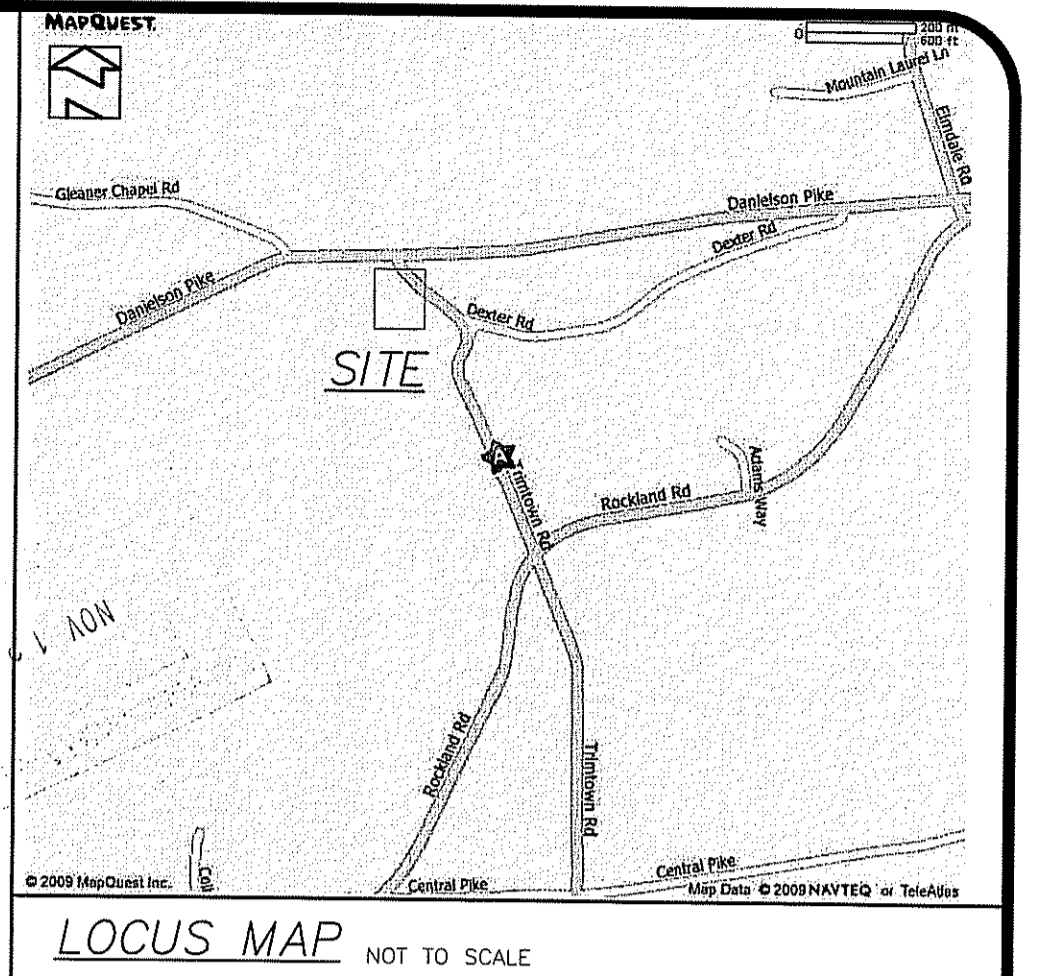 MAPQUEST.
N
0
200 m
600 ft
Mountain Laurel Ln
Elmdale Rd
Gleaner Chapel Rd
Danielson Pike
Dexter Rd
Danielson Pike
Dexter Rd
SITE
A
Trimtown Rd
Adams Way
Rockland Rd
NOV 1
Rockland Rd
Trimtown Rd
Central Pike
Coll
Central Pike
© 2009 MapQuest Inc.
Map Data © 2009 NAVTEQ or TeleAtlas
LOCUS MAP NOT TO SCALE